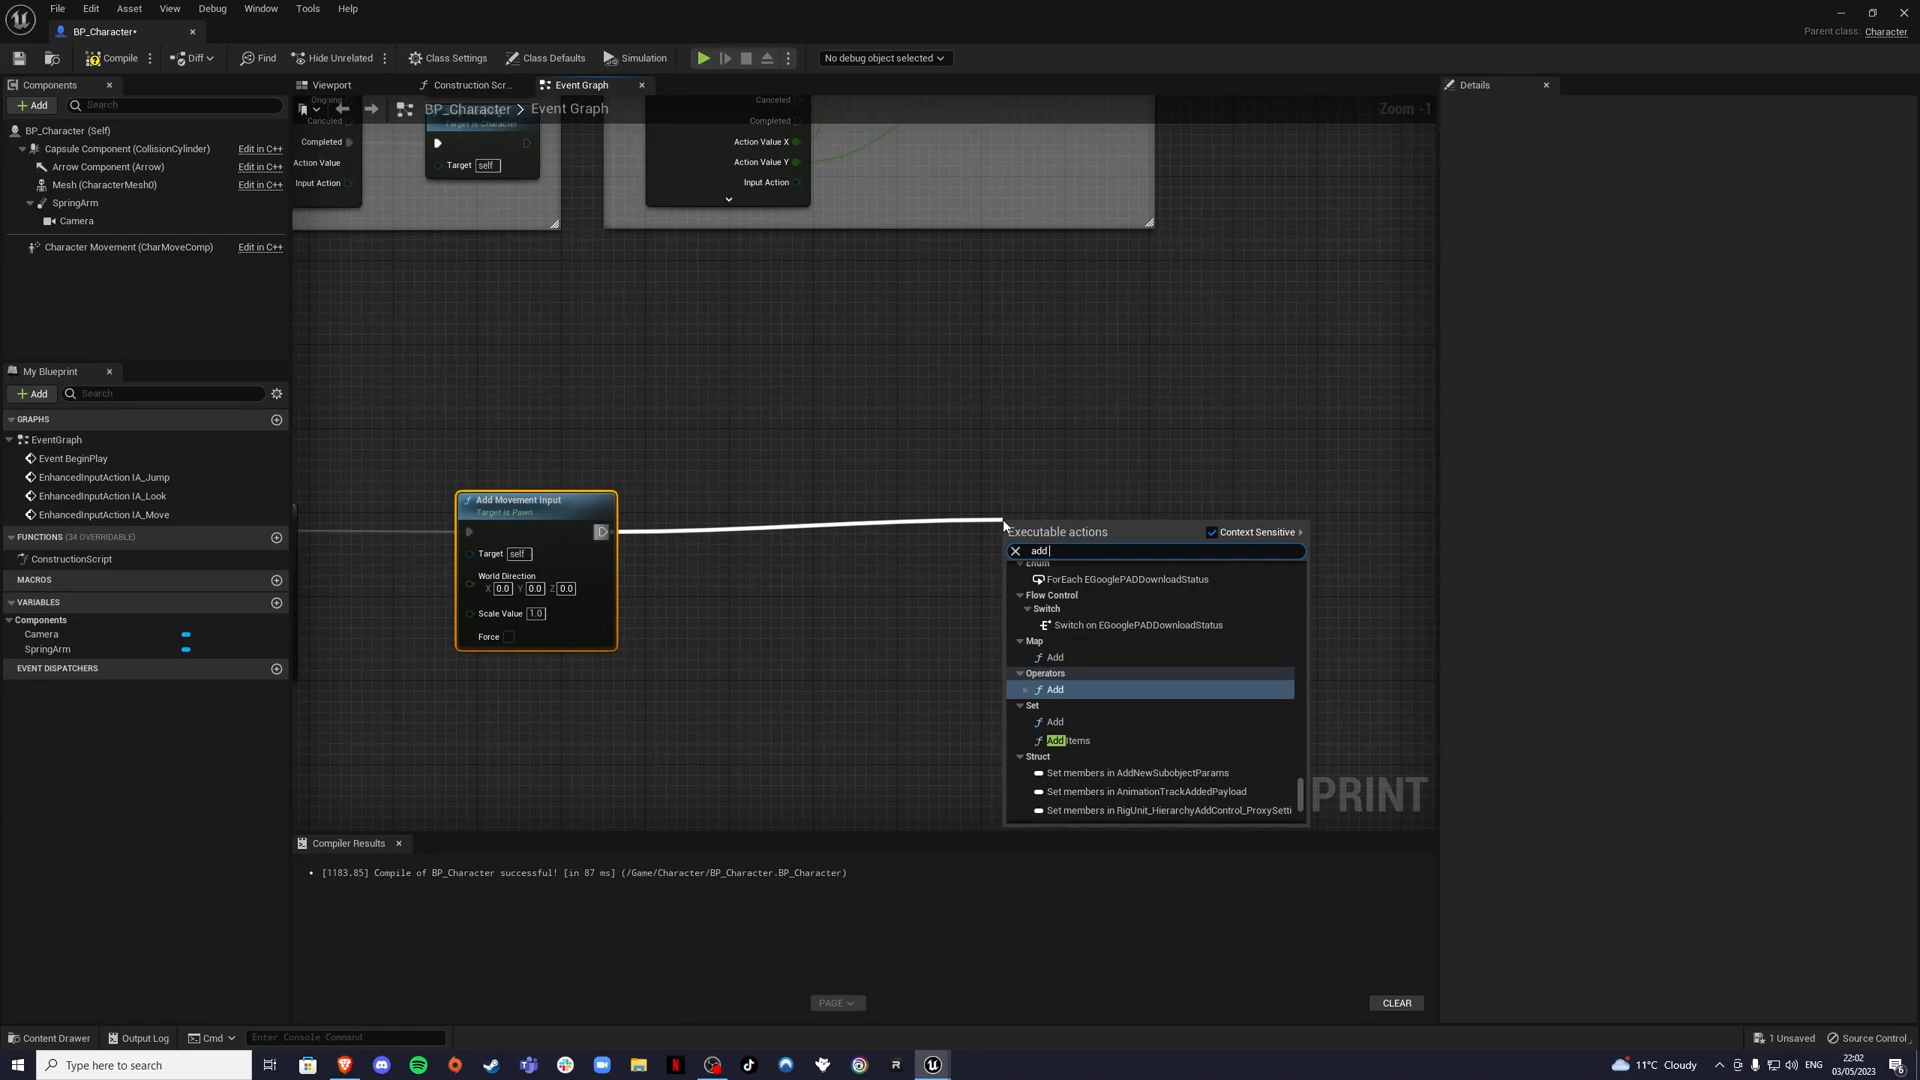 File Edit Asset View Window Debug Tools Help
BP_Character*
Parent class: Character
Compile Diff Find Hide Unrelated Class Settings Class Defaults Simulation No debug object selected
Components
Viewport Construction Scr... Event Graph
Details
Add Search
BP_Character > Event Graph
Zoom -1
BP_Character (Self)
Capsule Component (CollisionCylinder) Edit in C++
Arrow Component (Arrow) Edit in C++
Mesh (CharacterMesh0) Edit in C++
SpringArm
Camera
Character Movement (CharMoveComp) Edit in C++
Ongoing
Canceled
Completed
Action Value
Input Action
Target is Character
Target self
Canceled
Completed
Action Value X
Action Value Y
Input Action
My Blueprint
Add Search
GRAPHS
EventGraph
Event BeginPlay
EnhancedInputAction IA_Jump
EnhancedInputAction IA_Look
EnhancedInputAction IA_Move
FUNCTIONS (34 OVERRIDABLE)
ConstructionScript
MACROS
VARIABLES
Components
Camera
SpringArm
EVENT DISPATCHERS
Add Movement Input
Target is Pawn
Target self
World Direction
X 0.0 Y 0.0 Z 0.0
Scale Value 1.0
Force
Executable actions Context Sensitive
add
Enum
ForEach EGooglePADDownloadStatus
Flow Control
Switch
Switch on EGooglePADDownloadStatus
Map
Add
Operators
Add
Set
Add
Add Items
Struct
Set members in AddNewSubobjectParams
Set members in AnimationTrackAddedPayload
Set members in RigUnit_HierarchyAddControl_ProxySetti
PRINT
Compiler Results
[1183.85] Compile of BP_Character successful! [in 87 ms] (/Game/Character/BP_Character.BP_Character)
PAGE
CLEAR
Content Drawer Output Log Cmd Enter Console Command
1 Unsaved Source Control
Type here to search
11°C Cloudy
ENG
22:02
03/05/2023